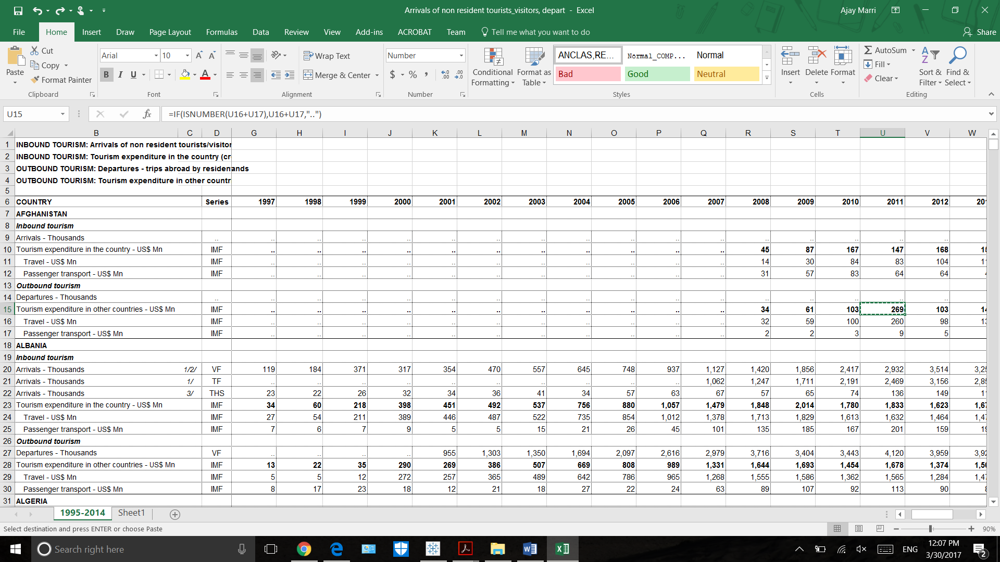 Arrivals of non resident tourists_visitors, depart - Excel
Ajay Marri
File Home Insert Draw Page Layout Formulas Data Review View Add-ins ACROBAT Team Tell me what you want to do Share
Cut
Copy
Format Painter
Paste
Clipboard
Arial 10
B I U
Font
Wrap Text
Merge & Center
Alignment
Number
$ % ,
Number
Conditional Formatting
Format as Table
ANCLAS,RE... Normal_COMP... Normal
Bad Good Neutral
Styles
Insert Delete Format
Cells
AutoSum
Fill
Clear
Sort & Filter
Find & Select
Editing
U15 fx =IF(ISNUMBER(U16+U17),U16+U17,"..")
B C D G H I J K L M N O P Q R S T U V W
1 INBOUND TOURISM: Arrivals of non resident tourists/visitor
2 INBOUND TOURISM: Tourism expenditure in the country (cr
3 OUTBOUND TOURISM: Departures - trips abroad by residen ands
4 OUTBOUND TOURISM: Tourism expenditure in other countr
5
6 COUNTRY Series 1997 1998 1999 2000 2001 2002 2003 2004 2005 2006 2007 2008 2009 2010 2011 2012 20
7 AFGHANISTAN
8 Inbound tourism
9 Arrivals - Thousands .. .. .. .. .. .. .. .. .. .. .. .. .. .. .. .. ..
10 Tourism expenditure in the country - US$ Mn IMF .. .. .. .. .. .. .. .. .. .. .. 45 87 167 147 168
11 Travel - US$ Mn IMF .. .. .. .. .. .. .. .. .. .. .. 14 30 84 83 104
12 Passenger transport - US$ Mn IMF .. .. .. .. .. .. .. .. .. .. .. 31 57 83 64 64
13 Outbound tourism
14 Departures - Thousands .. .. .. .. .. .. .. .. .. .. .. .. .. .. .. .. ..
15 Tourism expenditure in other countries - US$ Mn IMF .. .. .. .. .. .. .. .. .. .. .. 34 61 103 269 103
16 Travel - US$ Mn IMF .. .. .. .. .. .. .. .. .. .. .. 32 59 100 260 98
17 Passenger transport - US$ Mn IMF .. .. .. .. .. .. .. .. .. .. .. 2 2 3 9 5
18 ALBANIA
19 Inbound tourism
20 Arrivals - Thousands 1/2/ VF 119 184 371 317 354 470 557 645 748 937 1,127 1,420 1,856 2,417 2,932 3,514
21 Arrivals - Thousands 1/ TF .. .. .. .. .. .. .. .. .. .. 1,062 1,247 1,711 2,191 2,469 3,156
22 Arrivals - Thousands 3/ THS 23 22 26 32 34 36 41 34 57 63 67 57 65 74 136 149
23 Tourism expenditure in the country - US$ Mn IMF 34 60 218 398 451 492 537 756 880 1,057 1,479 1,848 2,014 1,780 1,833 1,623
24 Travel - US$ Mn IMF 27 54 211 389 446 487 522 735 854 1,012 1,378 1,713 1,829 1,613 1,632 1,464
25 Passenger transport - US$ Mn IMF 7 6 7 9 5 5 15 21 26 45 101 135 185 167 201 159
26 Outbound tourism
27 Departures - Thousands VF .. .. .. .. 955 1,303 1,350 1,694 2,097 2,616 2,979 3,716 3,404 3,443 4,120 3,959
28 Tourism expenditure in other countries - US$ Mn IMF 13 22 35 290 269 386 507 669 808 989 1,331 1,644 1,693 1,454 1,678 1,374
29 Travel - US$ Mn IMF 5 5 12 272 257 365 489 642 786 965 1,268 1,555 1,586 1,362 1,565 1,284
30 Passenger transport - US$ Mn IMF 8 17 23 18 12 21 18 27 22 24 63 89 107 92 113 90
31 ALGERIA
1995-2014 Sheet1
Select destination and press ENTER or choose Paste
90%
Search right here
ENG
12:07 PM
3/30/2017
2